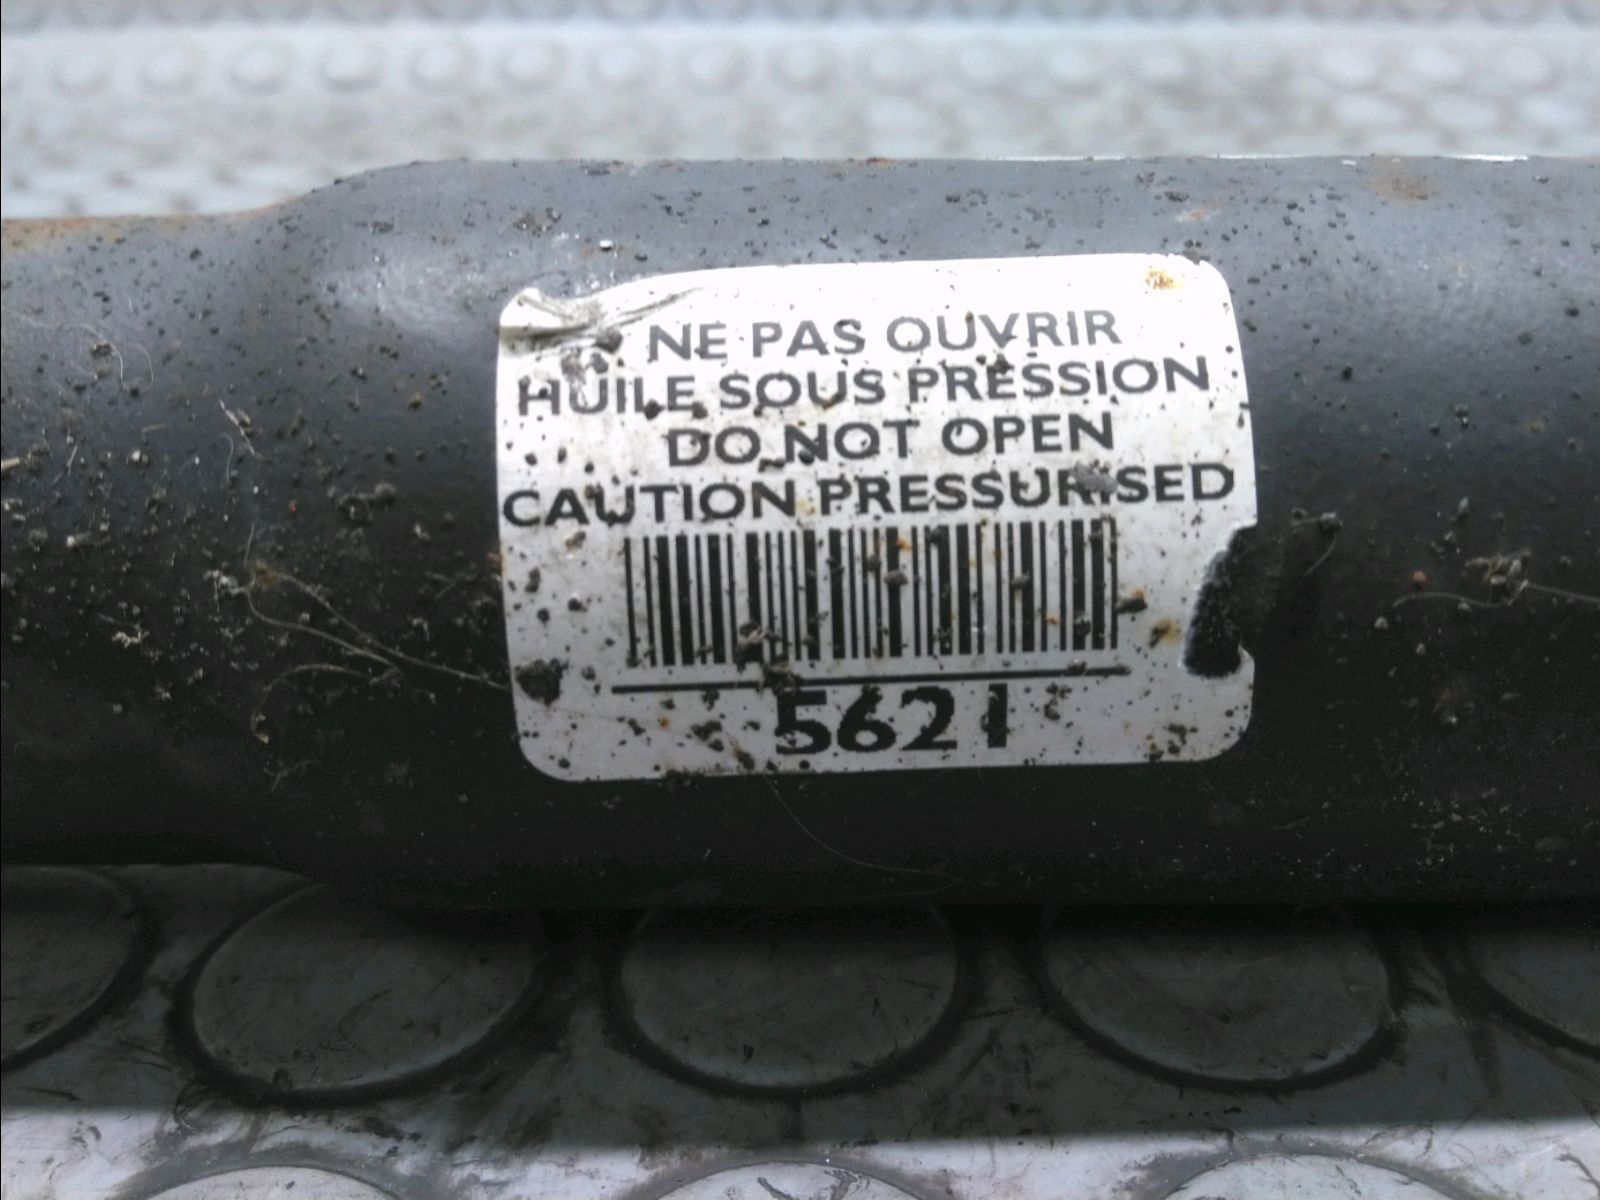 NE PAS OUVRIR
HUILE SOUS PRESSION
DO NOT OPEN
CAUTION PRESSURISED
5621